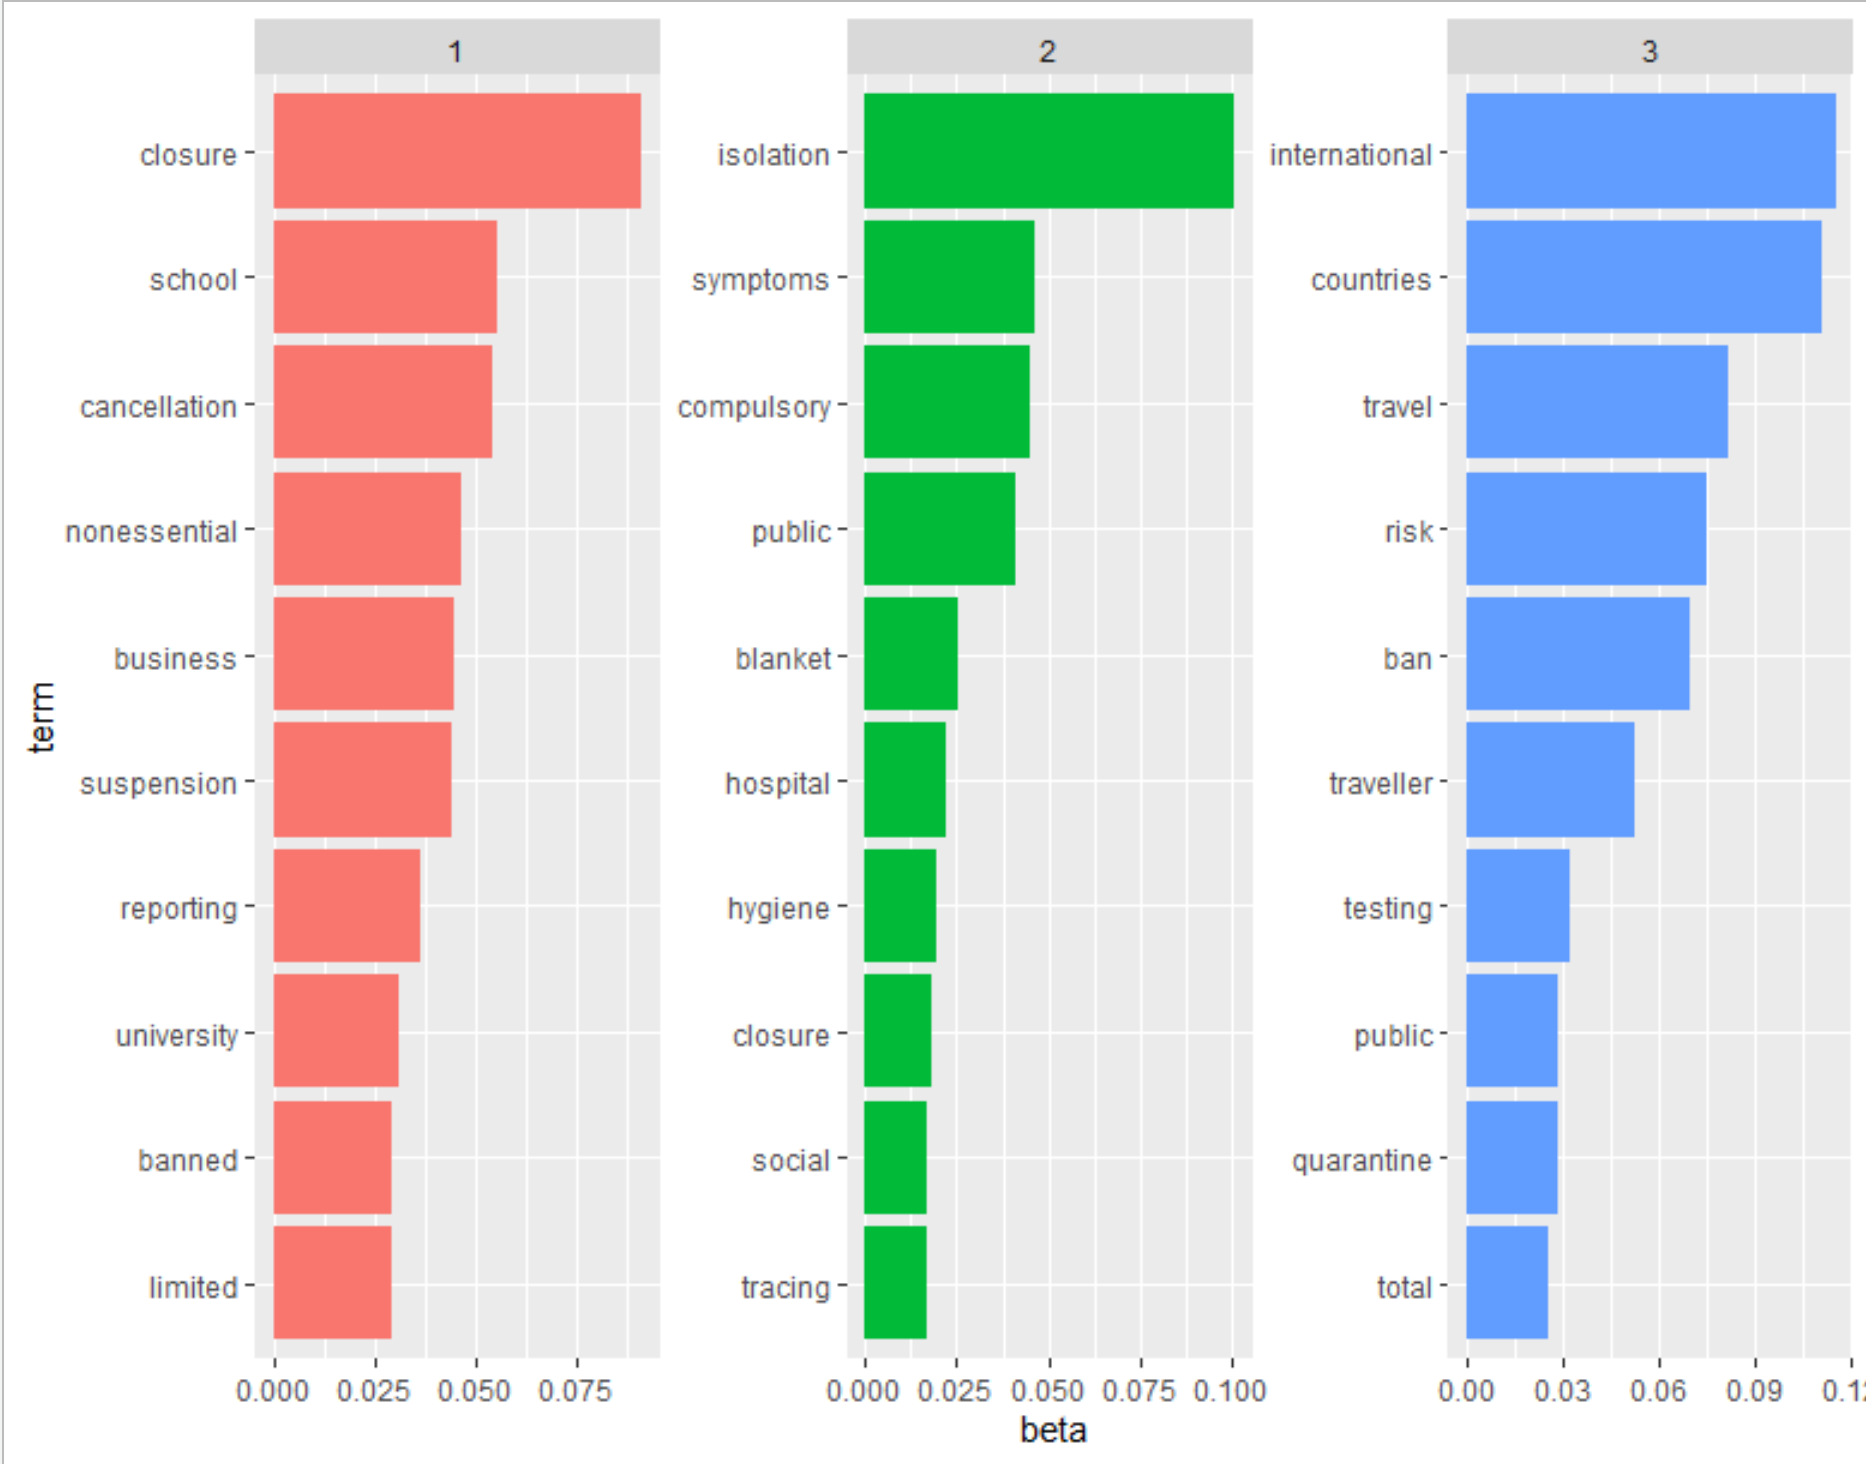 1
closure
school
cancellation
nonessential
business
suspension
reporting
university
banned
limited
0.000 0.025 0.050 0.075
2
isolation
symptoms
compulsory
public
blanket
hospital
hygiene
closure
social
tracing
0.000 0.025 0.050 0.075 0.100
3
international
countries
travel
risk
ban
traveller
testing
public
quarantine
total
0.00 0.03 0.06 0.09
term
beta